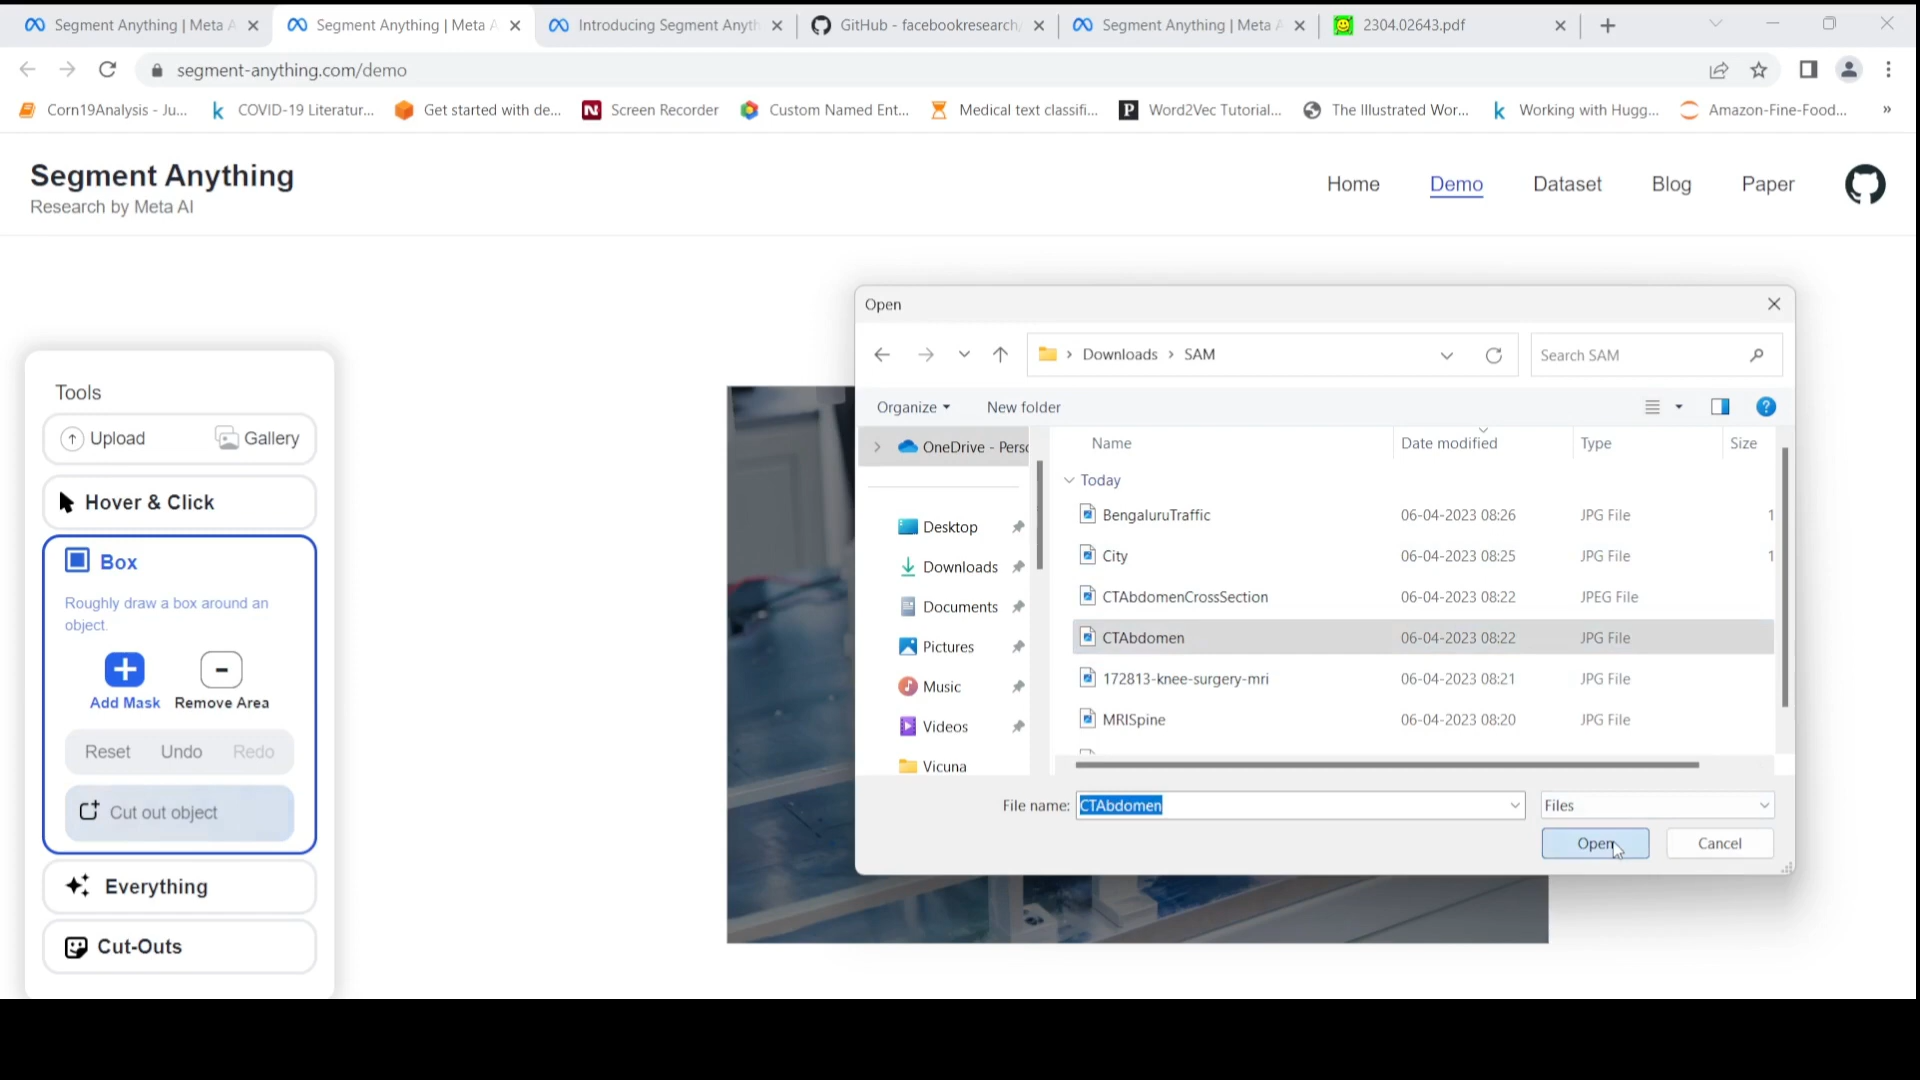 Segment Anything | Meta A
Segment Anything | Meta A
Introducing Segment Anyth
GitHub - facebookresearch/
Segment Anything | Meta A
2304.02643.pdf
segment-anything.com/demo
Corn19Analysis - Ju...
COVID-19 Literatur...
Get started with de...
N Screen Recorder
Custom Named Ent...
Medical text classifi...
P Word2Vec Tutorial...
The Illustrated Wor...
k Working with Hugg...
Amazon-Fine-Food...
»
Segment Anything
Research by Meta AI
Home
Demo
Dataset
Blog
Paper
Tools
Upload
Gallery
Hover & Click
Box
Roughly draw a box around an
object.
Add Mask
Remove Area
Reset
Undo
Redo
Cut out object
Everything
Cut-Outs
Open
Downloads > SAM
Search SAM
Organize
New folder
Name
Date modified
Type
Size
OneDrive - Perso
Desktop
Downloads
Documents
Pictures
Music
Videos
Vicuna
Today
BengaluruTraffic 06-04-2023 08:26 JPG File 1
City 06-04-2023 08:25 JPG File 1
CTAbdomenCrossSection 06-04-2023 08:22 JPEG File
CTAbdomen 06-04-2023 08:22 JPG File
172813-knee-surgery-mri 06-04-2023 08:21 JPG File
MRISpine 06-04-2023 08:20 JPG File
File name: CTAbdomen
Files
Open
Cancel